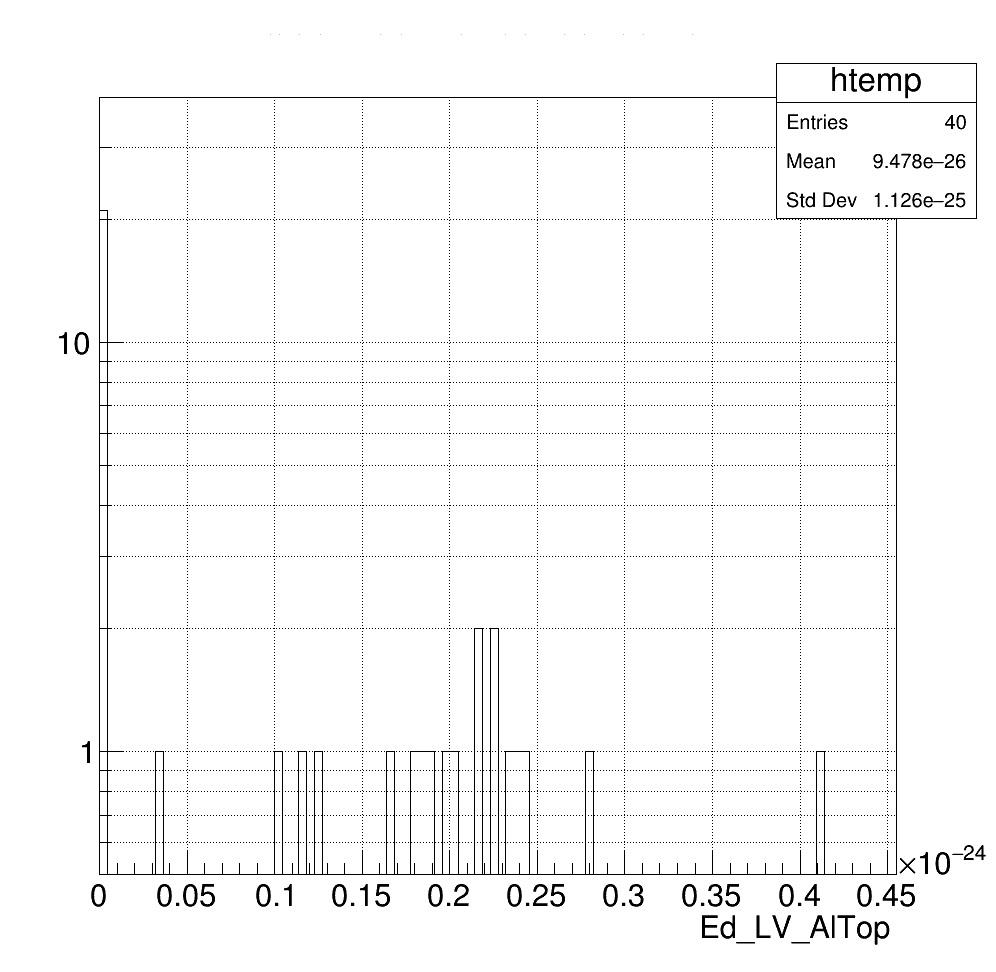 htemp
Entries 40
Mean 9.478e−26
Std Dev 1.126e−25
10
1
0 0.05 0.1 0.15 0.2 0.25 0.3 0.35 0.4 0.45
×10⁻²⁴
Ed_LV_AlTop